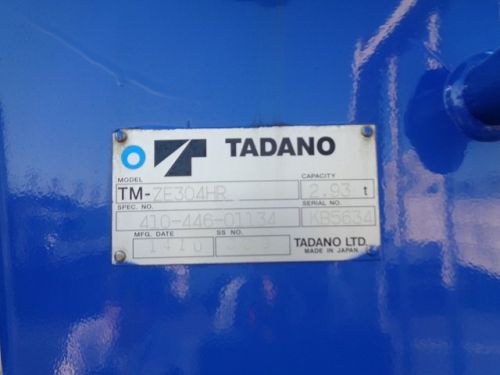 TADANO
MODEL CAPACITY
TM-ZE304HR 2.93 t
SPEC. NO. SERIAL NO.
410-446-01134 KA5634
MFG. DATE SS NO.
TADANO LTD.
MADE IN JAPAN